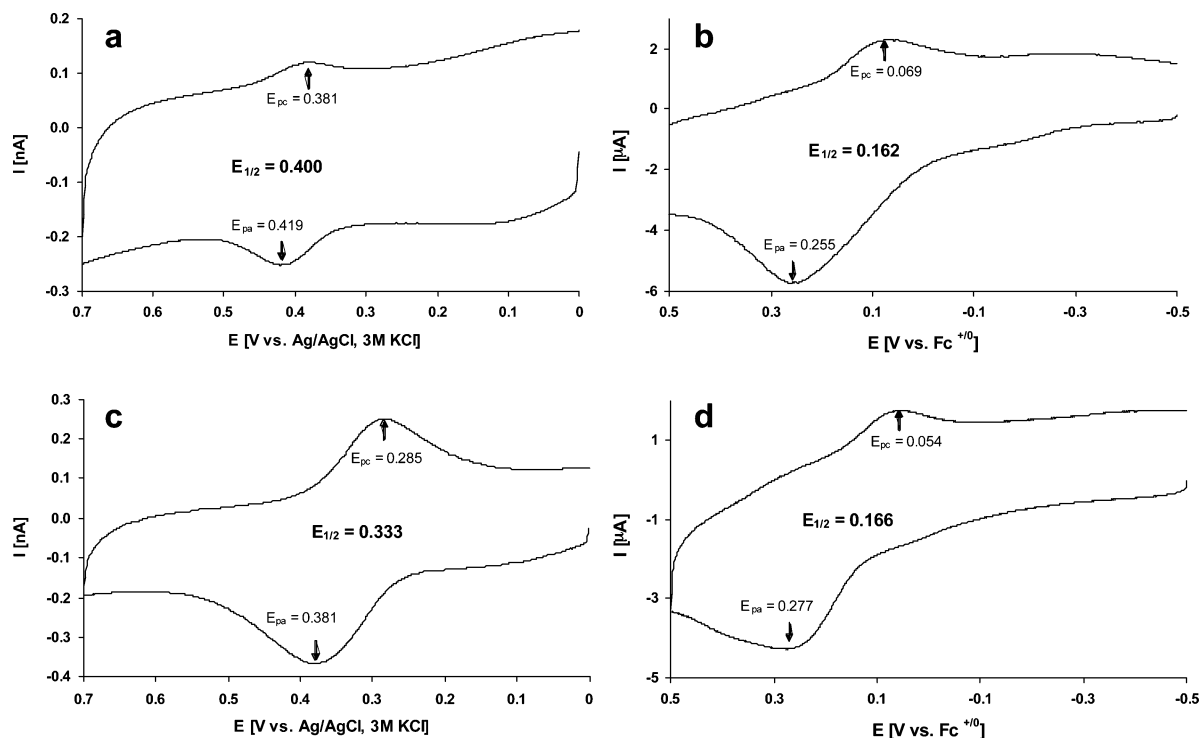 a
0.2
0.1
0.0
-0.1
-0.2
-0.3
I [nA]
Epc = 0.381
E1/2 = 0.400
Epa = 0.419
0.7 0.6 0.5 0.4 0.3 0.2 0.1 0
E [V vs. Ag/AgCl, 3M KCl]
b
2
0
-2
-4
-6
I [µA]
Epc = 0.069
E1/2 = 0.162
Epa = 0.255
0.5 0.3 0.1 -0.1 -0.3 -0.5
E [V vs. Fc +/0]
c
0.3
0.2
0.1
0.0
-0.1
-0.2
-0.3
-0.4
I [nA]
Epc = 0.285
E1/2 = 0.333
Epa = 0.381
0.7 0.6 0.5 0.4 0.3 0.2 0.1 0
E [V vs. Ag/AgCl, 3M KCl]
d
1
-1
-3
-5
I [µA]
Epc = 0.054
E1/2 = 0.166
Epa = 0.277
0.5 0.3 0.1 -0.1 -0.3 -0.5
E [V vs. Fc +/0]